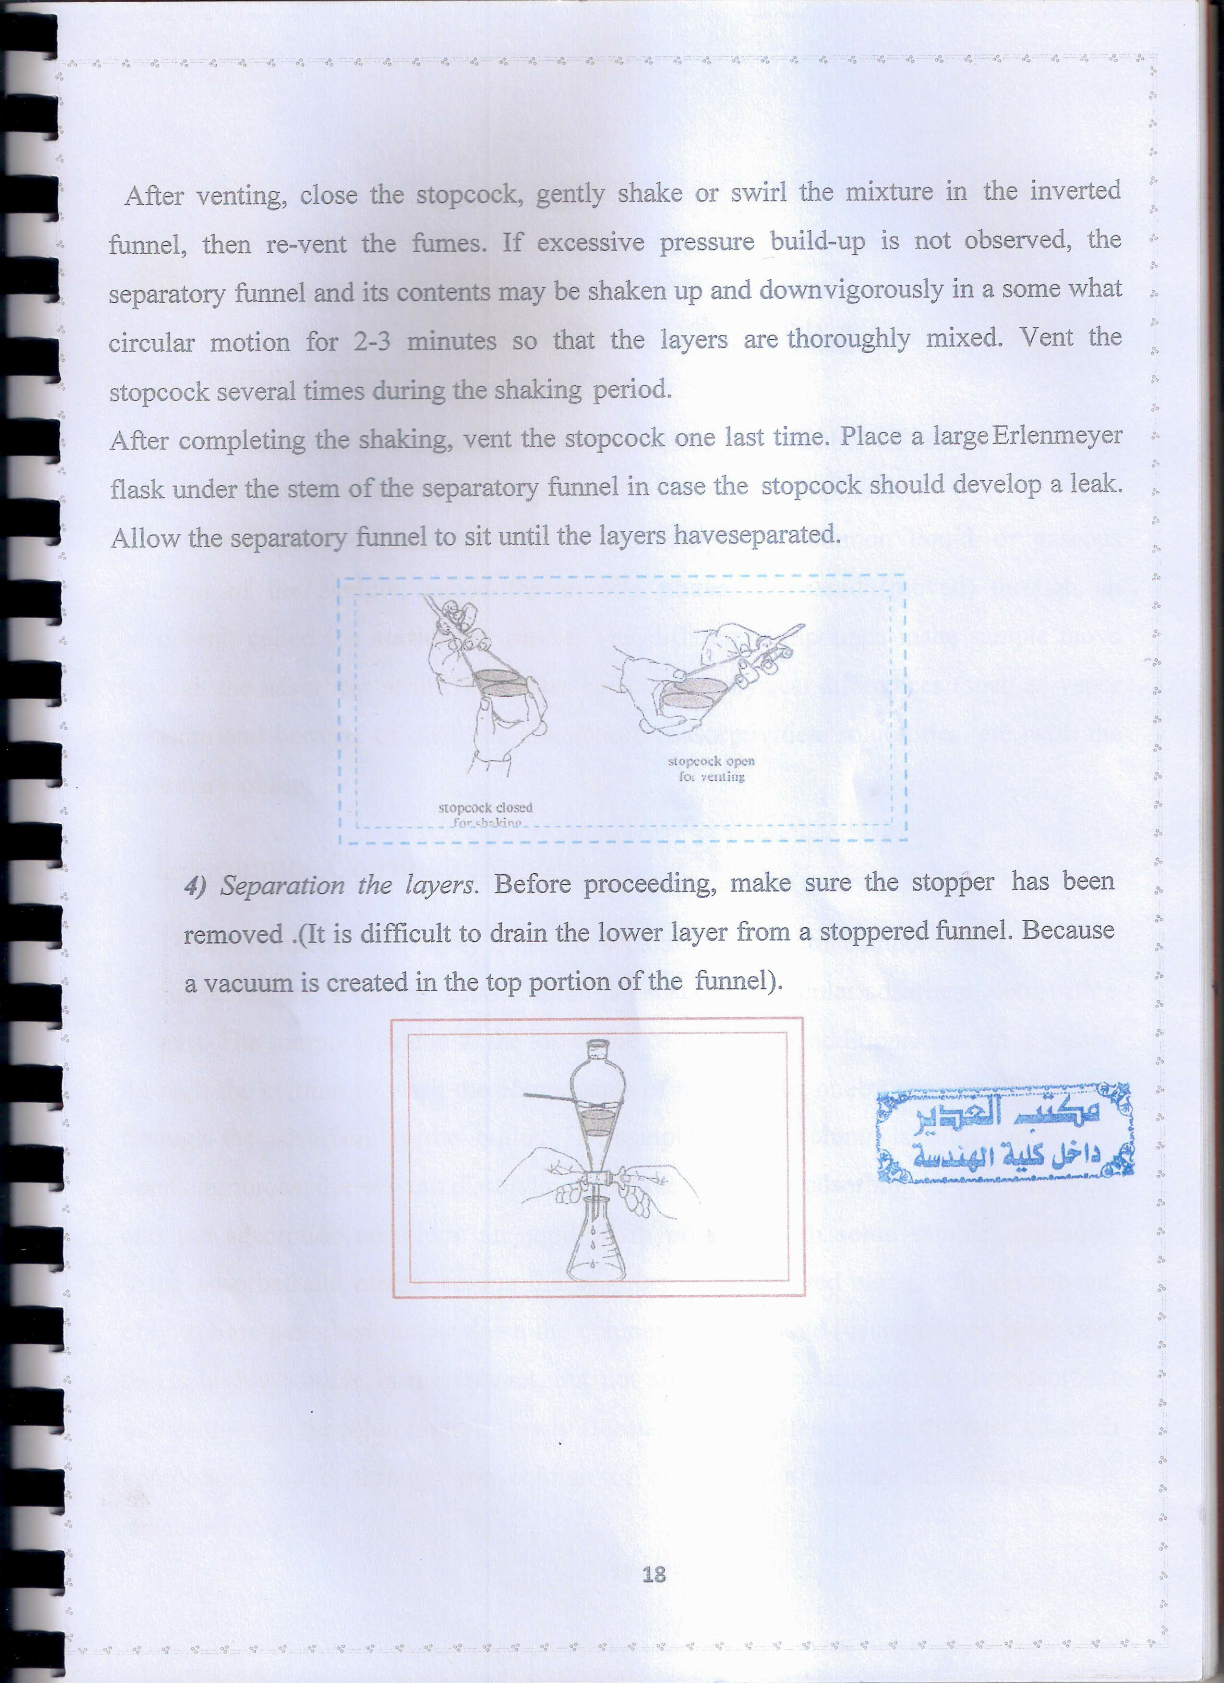 After venting, close the stopcock, gently shake or swirl the mixture in the inverted
funnel, then re-vent the fumes. If excessive pressure build-up is not observed, the
separatory funnel and its contents may be shaken up and downvigorously in a some what
circular motion for 2-3 minutes so that the layers are thoroughly mixed. Vent the
stopcock several times during the shaking period.
After completing the shaking, vent the stopcock one last time. Place a large Erlenmeyer
flask under the stem of the separatory funnel in case the stopcock should develop a leak.
Allow the separatory funnel to sit until the layers haveseparated.
stopcock open
for venting
stopcock closed
for shaking
4) Separation the layers. Before proceeding, make sure the stopper has been
removed .(It is difficult to drain the lower layer from a stoppered funnel. Because
a vacuum is created in the top portion of the funnel).
مكتب الغدير
داخل كلية الهندسة
18